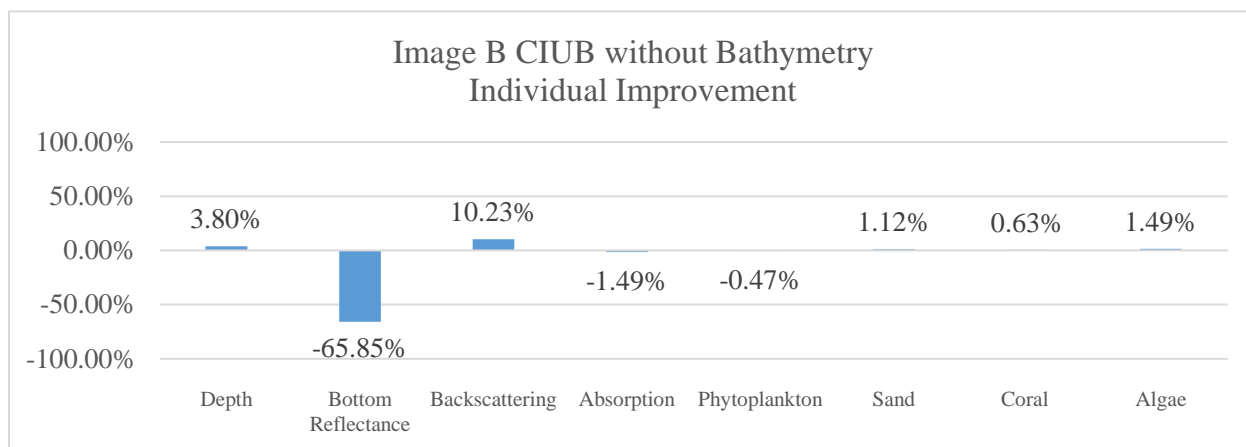 Image B CIUB without Bathymetry
Individual Improvement
100.00%
50.00%
0.00%
-50.00%
-100.00%
3.80%
-65.85%
10.23%
-1.49%
-0.47%
1.12%
0.63%
1.49%
Depth
Bottom
Reflectance
Backscattering
Absorption
Phytoplankton
Sand
Coral
Algae